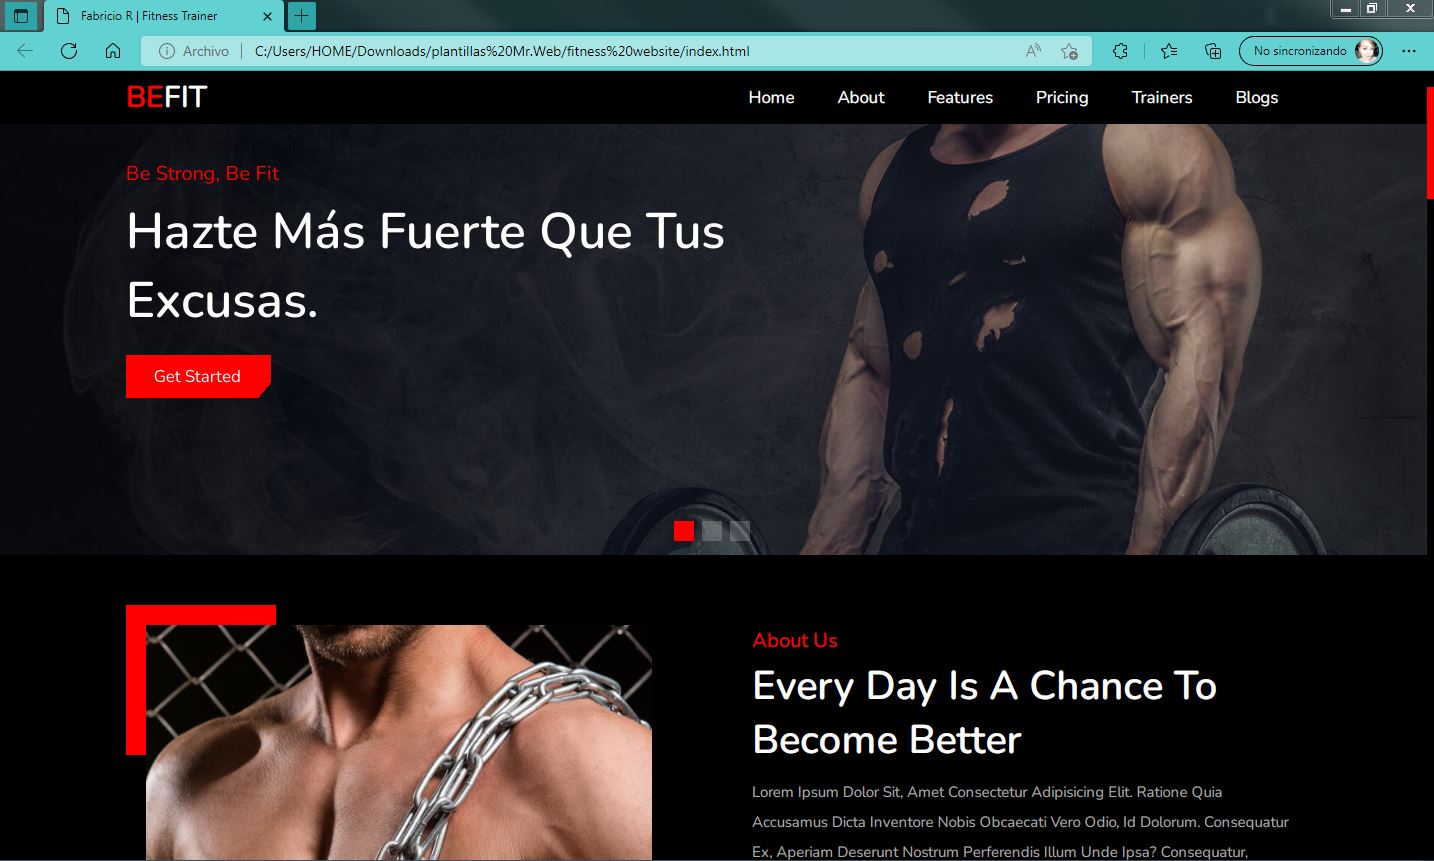 Fabricio R | Fitness Trainer
Archivo
C:/Users/HOME/Downloads/plantillas%20Mr.Web/fitness%20website/index.html
No sincronizando
BEFIT
Home
About
Features
Pricing
Trainers
Blogs
Be Strong, Be Fit
Hazte Más Fuerte Que Tus
Excusas.
Get Started
About Us
Every Day Is A Chance To
Become Better
Lorem Ipsum Dolor Sit, Amet Consectetur Adipisicing Elit. Ratione Quia
Accusamus Dicta Inventore Nobis Obcaecati Vero Odio, Id Dolorum. Consequatur
Ex, Aperiam Deserunt Nostrum Perferendis Illum Unde Ipsa? Consequatur,